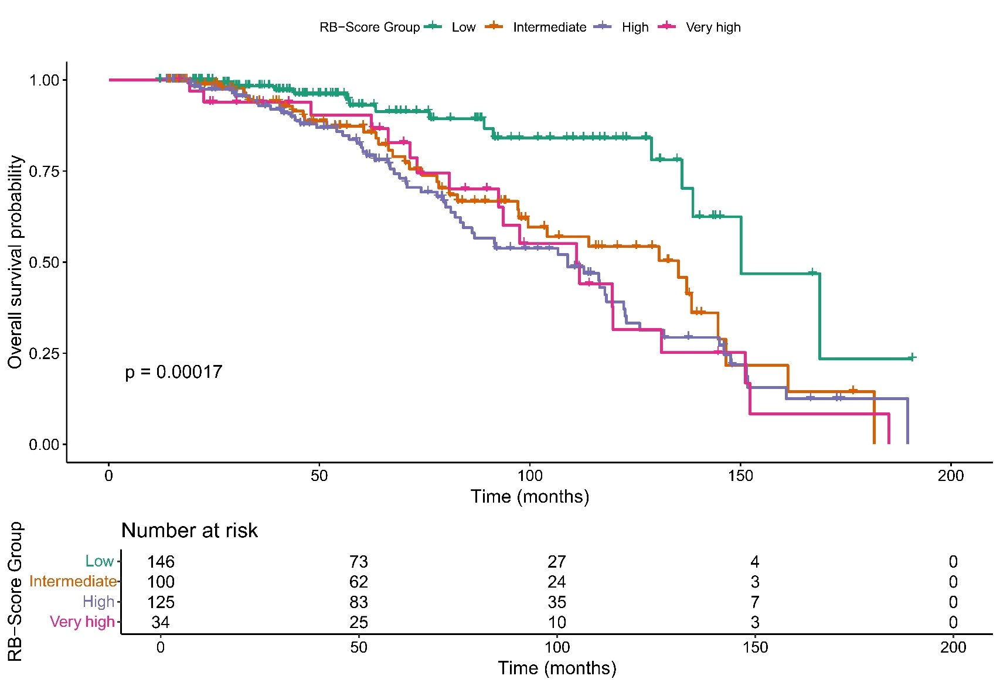 RB−Score Group Low Intermediate High Very high
1.00
0.75
0.50
0.25
0.00
Overall survival probability
p = 0.00017
0 50 100 150 200
Time (months)
Number at risk
RB−Score Group
Low 146 73 27 4 0
Intermediate 100 62 24 3 0
High 125 83 35 7 0
Very high 34 25 10 3 0
0 50 100 150 200
Time (months)